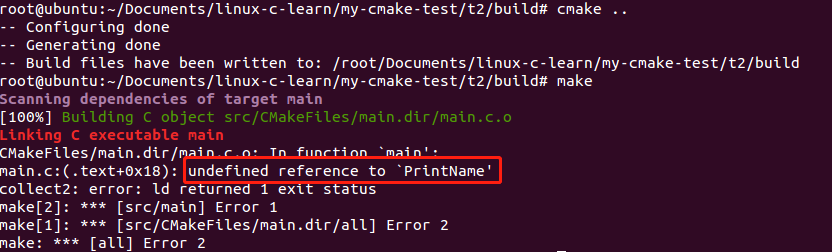 root@ubuntu:~/Documents/linux-c-learn/my-cmake-test/t2/build# cmake ..
-- Configuring done
-- Generating done
-- Build files have been written to: /root/Documents/linux-c-learn/my-cmake-test/t2/build
root@ubuntu:~/Documents/linux-c-learn/my-cmake-test/t2/build# make
Scanning dependencies of target main
[100%] Building C object src/CMakeFiles/main.dir/main.c.o
Linking C executable main
CMakeFiles/main.dir/main.c.o: In function `main':
main.c:(.text+0x18): undefined reference to `PrintName'
collect2: error: ld returned 1 exit status
make[2]: *** [src/main] Error 1
make[1]: *** [src/CMakeFiles/main.dir/all] Error 2
make: *** [all] Error 2